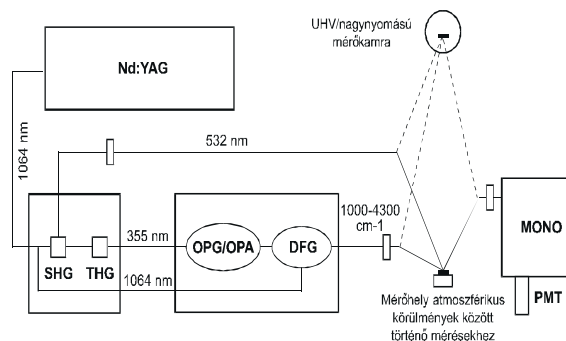 UHV/nagynyomású
mérőkamra
Nd:YAG
1064 nm
532 nm
1000-4300
cm-1
355 nm
OPG/OPA
DFG
MONO
SHG
THG
1064 nm
PMT
Mérőhely atmoszférikus
körülmények között
történő mérésekhez